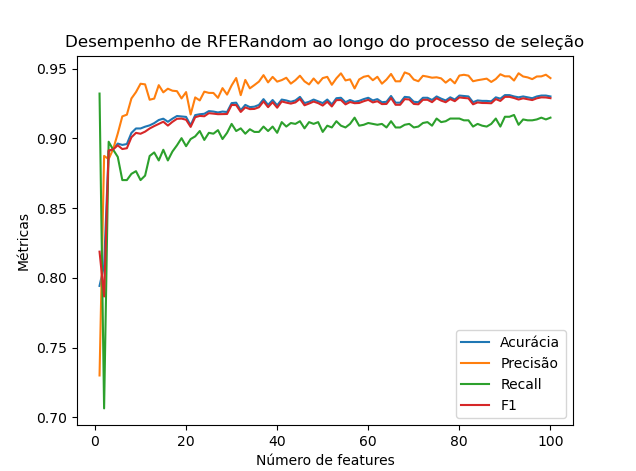 Desempenho de RFERandom ao longo do processo de seleção
Métricas
0.95
0.90
0.85
0.80
0.75
0.70
0
20
40
60
80
100
Número de features
Acurácia
Precisão
Recall
F1